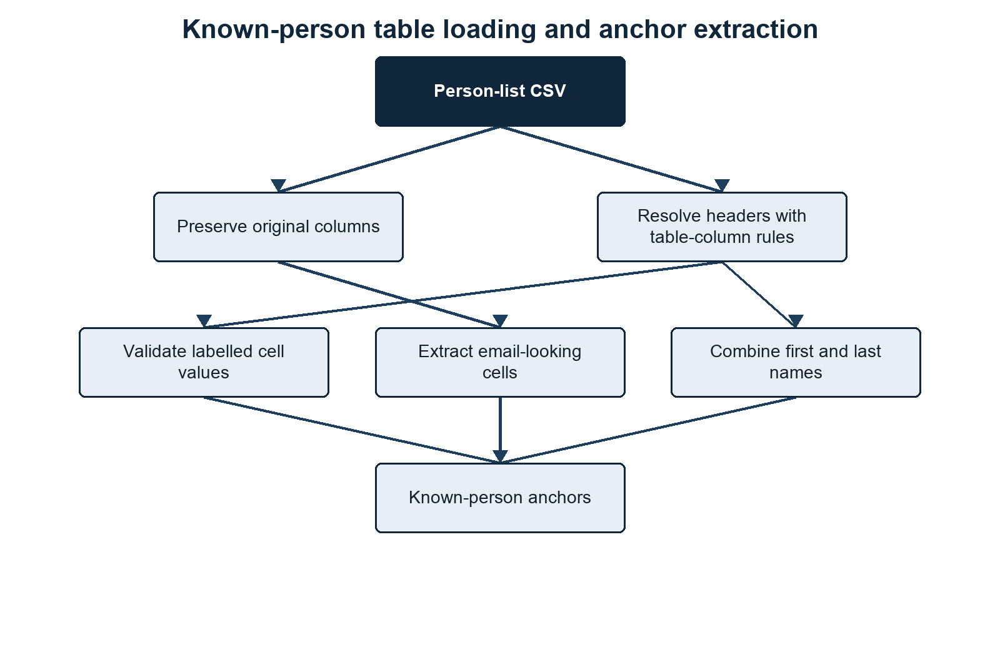 Known-person table loading and anchor extraction
Person-list CSV
Preserve original columns
Resolve headers with
table-column rules
Validate labelled cell
values
Extract email-looking
cells
Combine first and last
names
Known-person anchors